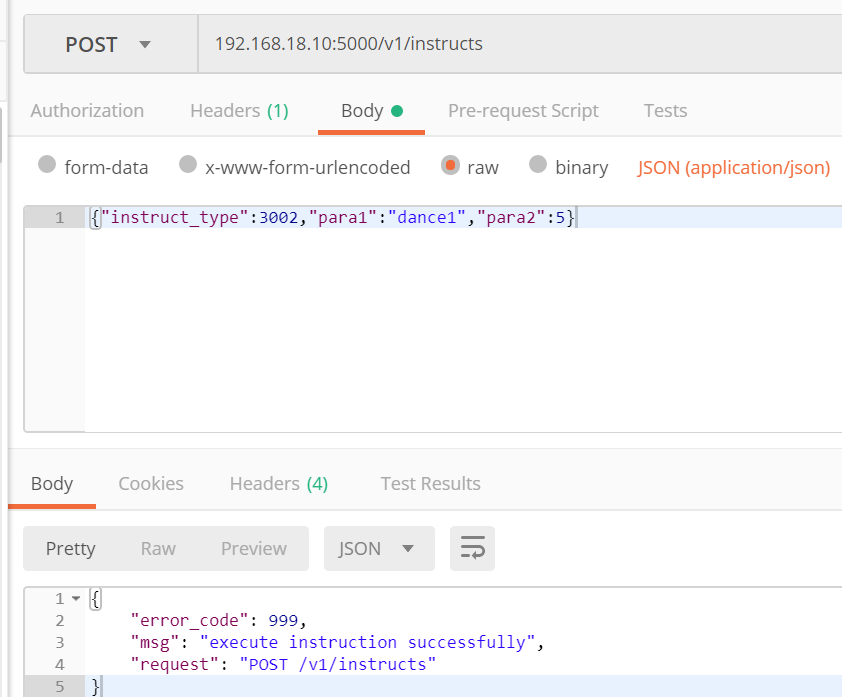 POST 192.168.18.10:5000/v1/instructs
Authorization Headers (1) Body Pre-request Script Tests
form-data x-www-form-urlencoded raw binary JSON (application/json)
1 {"instruct_type":3002,"para1":"dance1","para2":5}
Body Cookies Headers (4) Test Results
Pretty Raw Preview JSON
1 {
2 "error_code": 999,
3 "msg": "execute instruction successfully",
4 "request": "POST /v1/instructs"
5 }